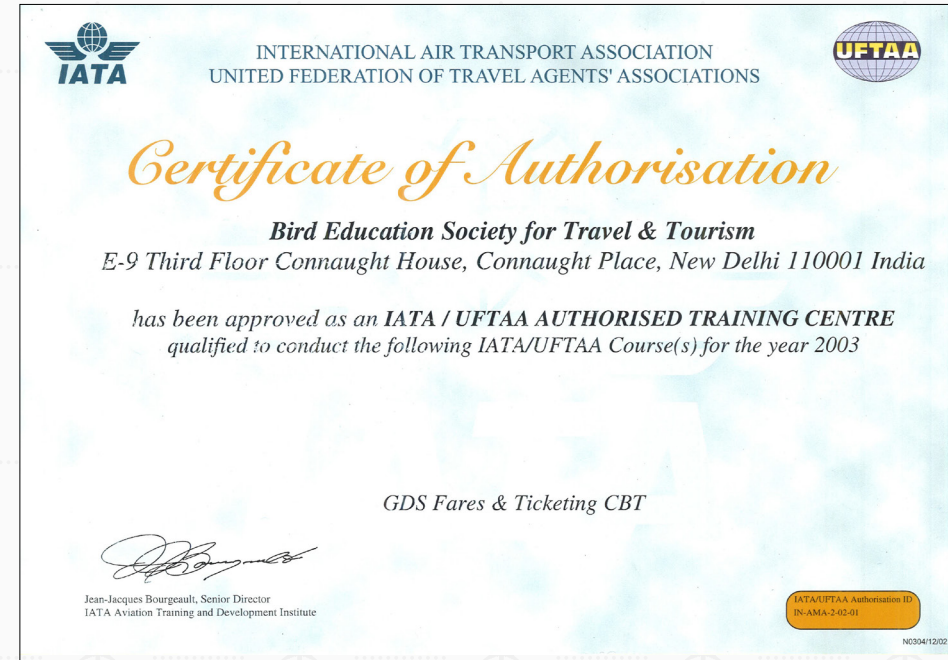 IATA
INTERNATIONAL AIR TRANSPORT ASSOCIATION
UNITED FEDERATION OF TRAVEL AGENTS' ASSOCIATIONS
UFTAA
Certificate of Authorisation
Bird Education Society for Travel & Tourism
E-9 Third Floor Connaught House, Connaught Place, New Delhi 110001 India
has been approved as an IATA / UFTAA AUTHORISED TRAINING CENTRE
qualified to conduct the following IATA/UFTAA Course(s) for the year 2003
GDS Fares & Ticketing CBT
Jean-Jacques Bourgeault, Senior Director
IATA Aviation Training and Development Institute
IATA/UFTAA Authorisation ID
IN-AMA-2-02-01
N0304/12/02